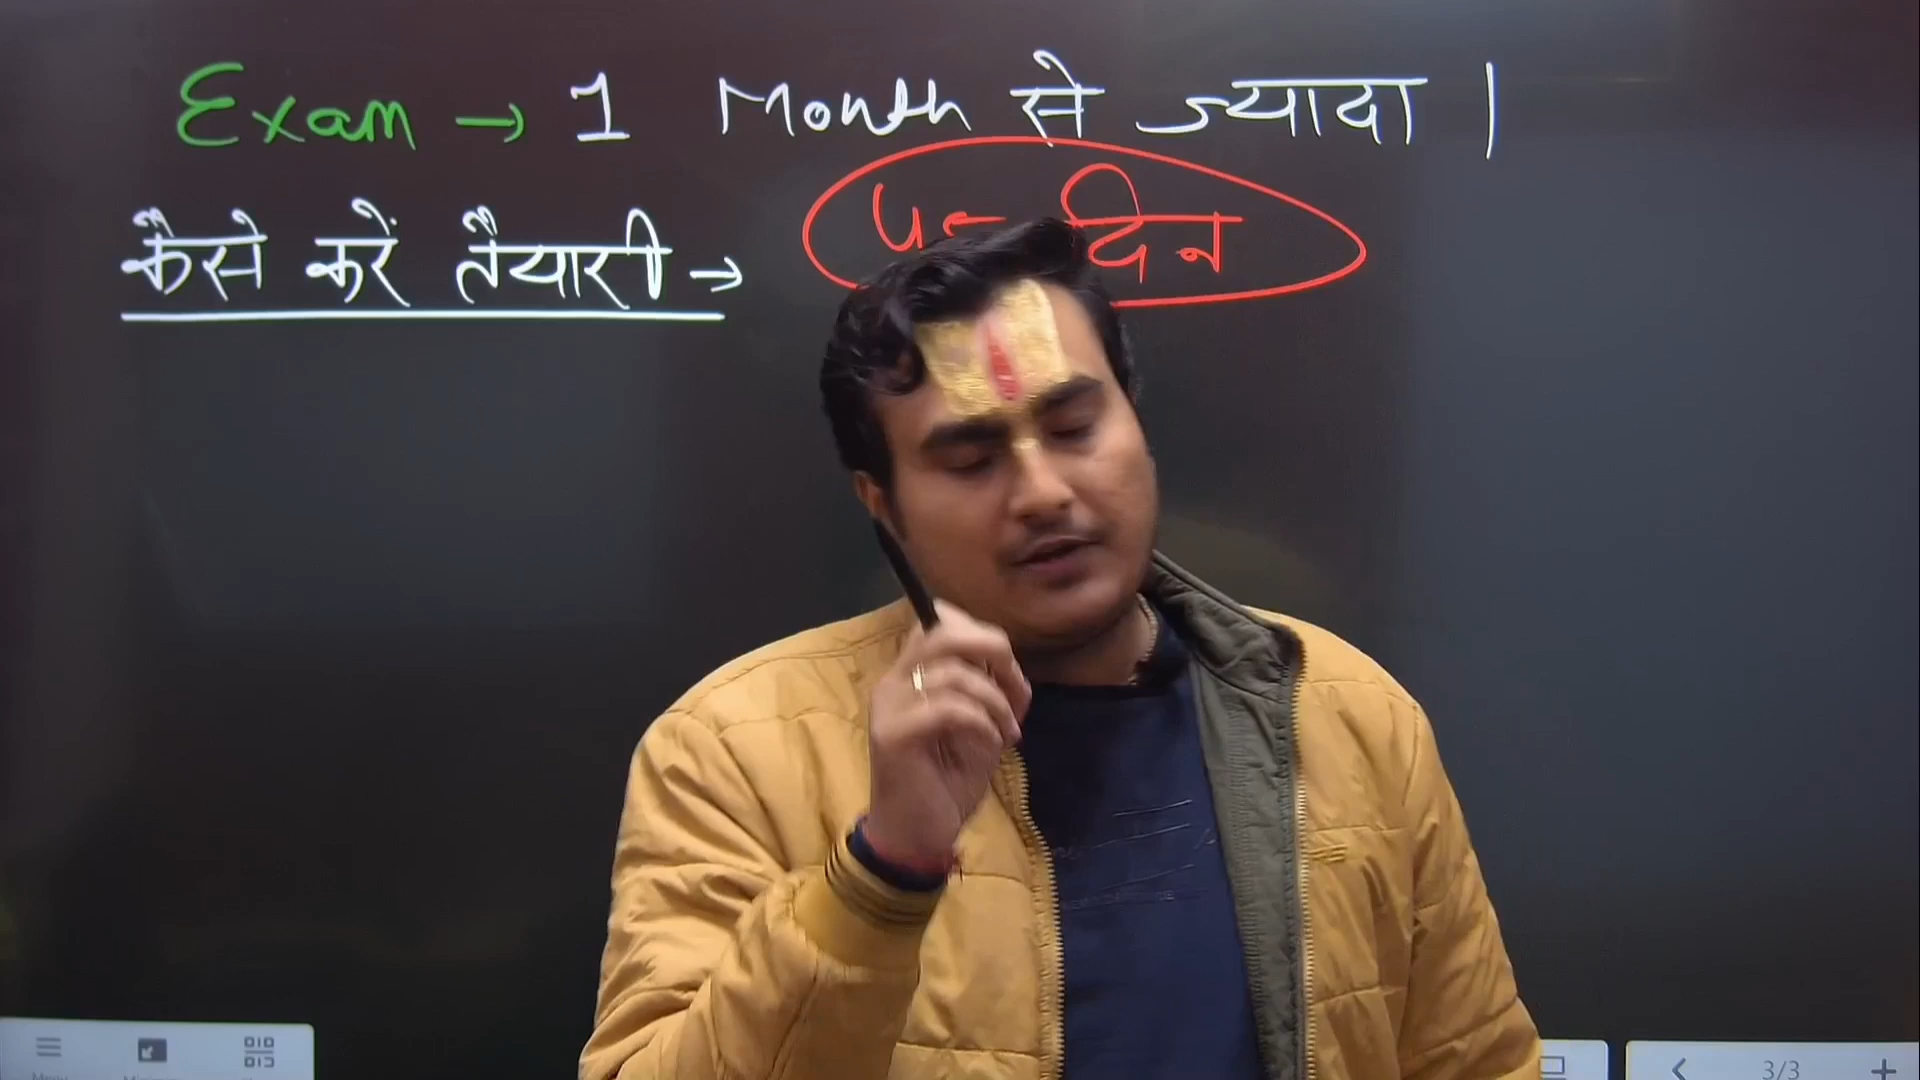 Exam → 1 Month से ज्यादा |
कैसे करें तैयारी → दिन
3/3